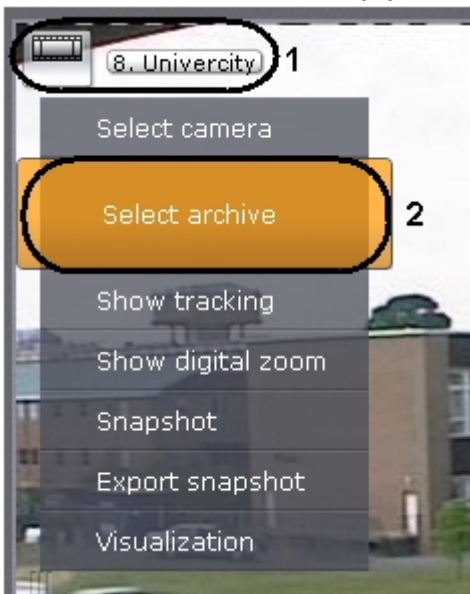 8. Univercity 1
Select camera
Select archive 2
Show tracking
Show digital zoom
Snapshot
Export snapshot
Visualization